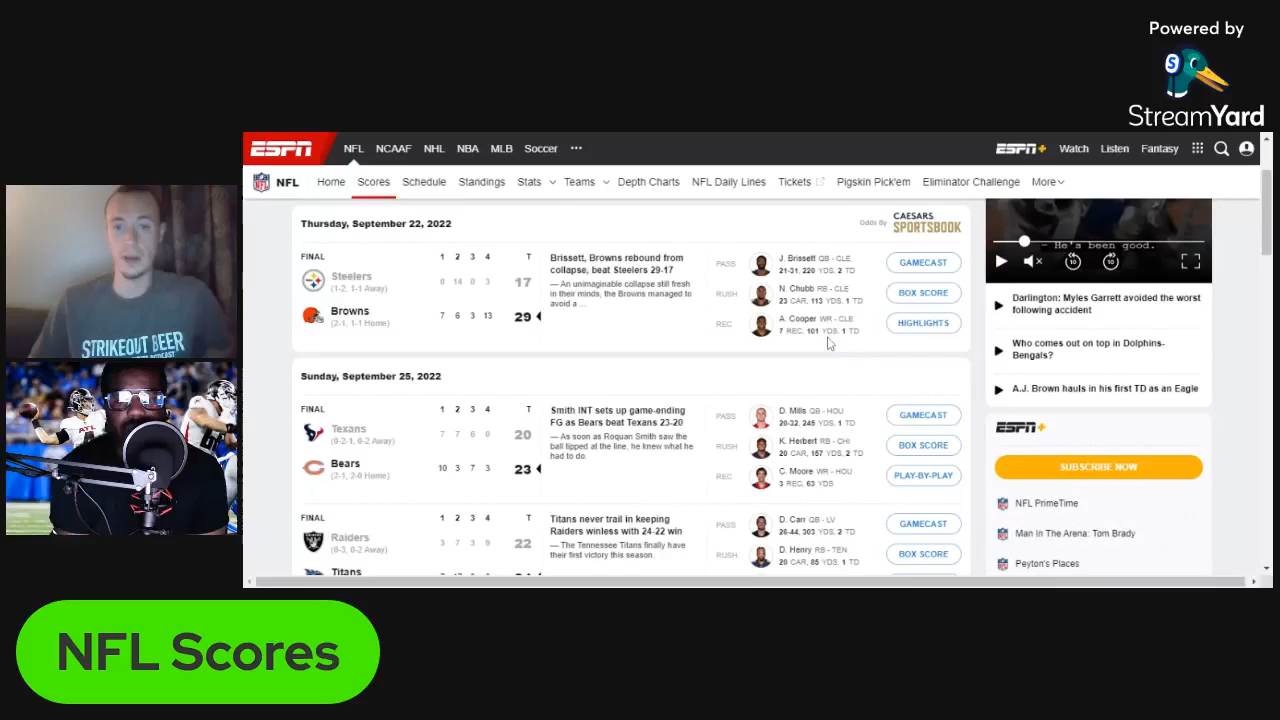 Powered by
StreamYard
ESPN NFL NCAAF NHL NBA MLB Soccer ••• ESPN+ Watch Listen Fantasy
NFL Home Scores Schedule Standings Stats Teams Depth Charts NFL Daily Lines Tickets Pigskin Pick'em Eliminator Challenge More
Thursday, September 22, 2022
Odds By CAESARS SPORTSBOOK
FINAL 1 2 3 4 T
Steelers 0 14 0 3 17
(1-2, 1-1 Away)
Browns 7 6 3 13 29
(2-1, 1-1 Home)
Brissett, Browns rebound from
collapse, beat Steelers 29-17
— An unimaginable collapse still fresh
in their minds, the Browns managed to
avoid a ...
PASS J. Brissett QB - CLE
21-31, 220 YDS, 2 TD
RUSH N. Chubb RB - CLE
23 CAR, 113 YDS, 1 TD
REC A. Cooper WR - CLE
7 REC, 101 YDS, 1 TD
GAMECAST
BOX SCORE
HIGHLIGHTS
Sunday, September 25, 2022
FINAL 1 2 3 4 T
Texans 7 7 6 0 20
(0-2-1, 0-2 Away)
Bears 10 3 7 3 23
(2-1, 2-0 Home)
Smith INT sets up game-ending
FG as Bears beat Texans 23-20
— As soon as Roquan Smith saw the
ball tipped at the line, he knew what he
had to do.
PASS D. Mills QB - HOU
20-32, 245 YDS, 1 TD
RUSH K. Herbert RB - CHI
20 CAR, 157 YDS, 2 TD
REC C. Moore WR - HOU
3 REC, 63 YDS
GAMECAST
BOX SCORE
PLAY-BY-PLAY
FINAL 1 2 3 4 T
Raiders 3 7 3 9 22
(0-3, 0-2 Away)
Titans
Titans never trail in keeping
Raiders winless with 24-22 win
— The Tennessee Titans finally have
their first victory this season.
PASS D. Carr QB - LV
26-44, 303 YDS, 2 TD
RUSH D. Henry RB - TEN
20 CAR, 85 YDS, 1 TD
GAMECAST
BOX SCORE
– He's been good.
10 10
Darlington: Myles Garrett avoided the worst
following accident
Who comes out on top in Dolphins-
Bengals?
A.J. Brown hauls in his first TD as an Eagle
ESPN+
SUBSCRIBE NOW
NFL PrimeTime
Man In The Arena: Tom Brady
Peyton's Places
STRIKEOUT BEER
NFL Scores